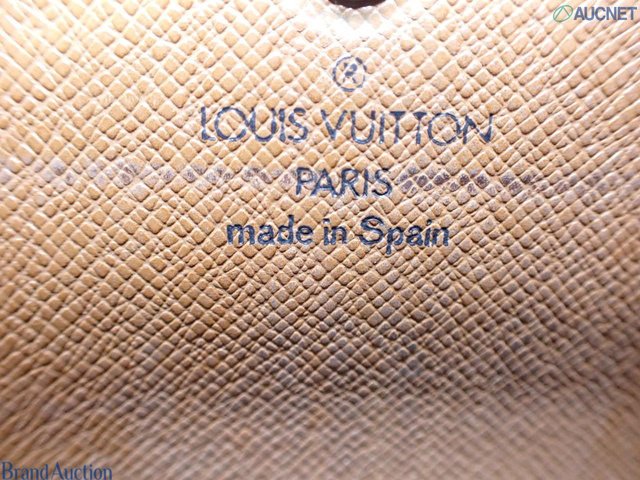 AUCNET
®
LOUIS VUITTON
PARIS
made in Spain
Brand Auction